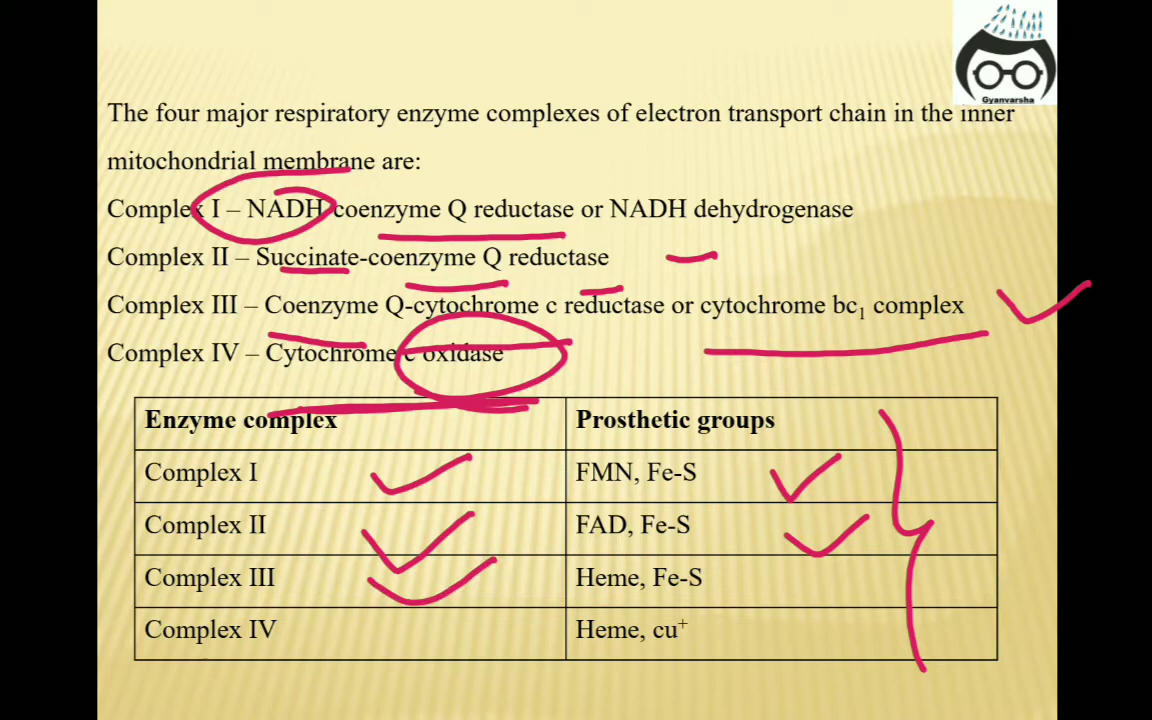 Gyanvarsha
The four major respiratory enzyme complexes of electron transport chain in the inner
mitochondrial membrane are:
Complex I – NADH-coenzyme Q reductase or NADH dehydrogenase
Complex II – Succinate-coenzyme Q reductase
Complex III – Coenzyme Q-cytochrome c reductase or cytochrome bc₁ complex
Complex IV – Cytochrome c oxidase
Enzyme complex Prosthetic groups
Complex I FMN, Fe-S
Complex II FAD, Fe-S
Complex III Heme, Fe-S
Complex IV Heme, cu⁺